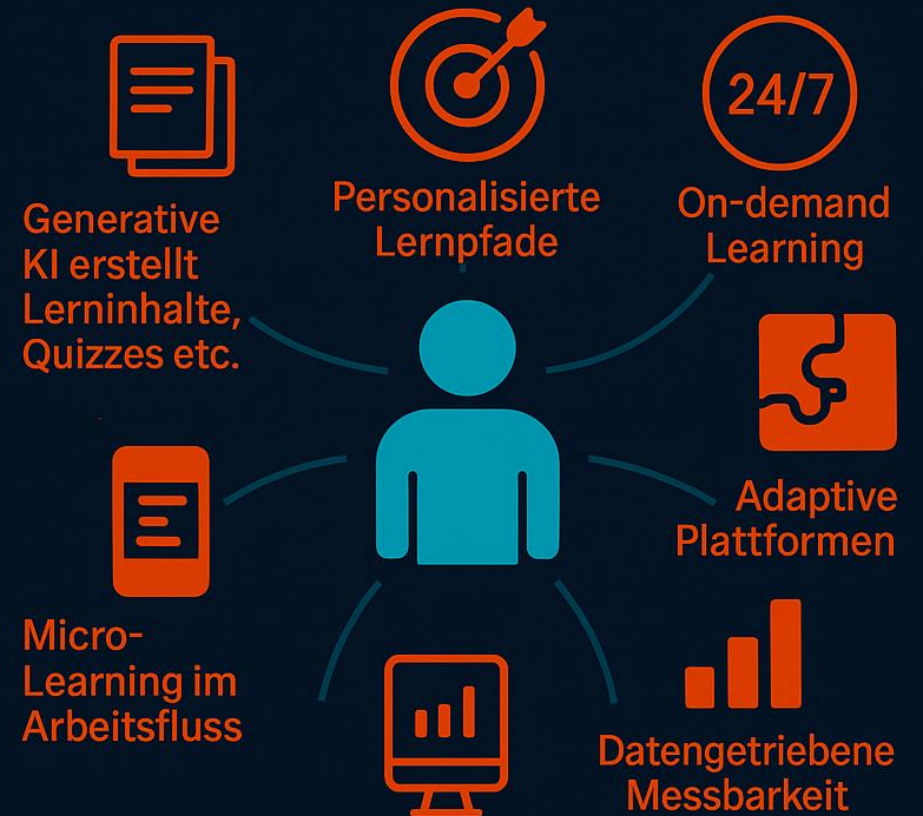 Generative
KI erstellt
Lerninhalte,
Quizzes etc.
Personalisierte
Lernpfade
24/7
On-demand
Learning
Adaptive
Plattformen
Micro-
Learning im
Arbeitsfluss
Datengetriebene
Messbarkeit